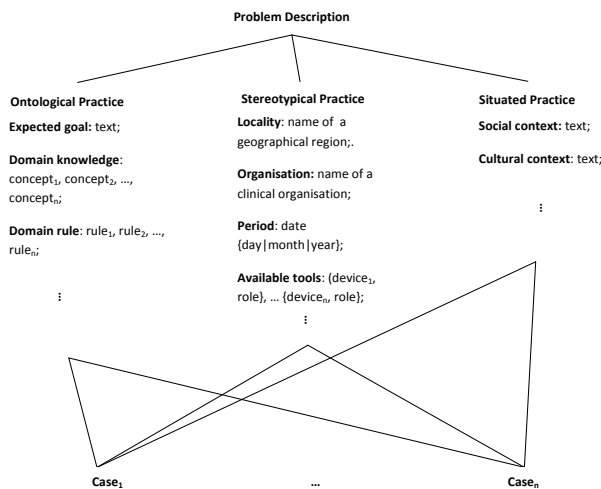 Problem Description
Ontological Practice
Expected goal: text;
Domain knowledge:
concept₁, concept₂, ...,
conceptₙ;
Domain rule: rule₁, rule₂, ...,
ruleₙ;
⋮
Stereotypical Practice
Locality: name of a
geographical region;.
Organisation: name of a
clinical organisation;
Period: date
{day|month|year};
Available tools: (device₁,
role}, ... {deviceₙ, role};
⋮
Situated Practice
Social context: text;
Cultural context: text;
⋮
Case₁ ... Caseₙ